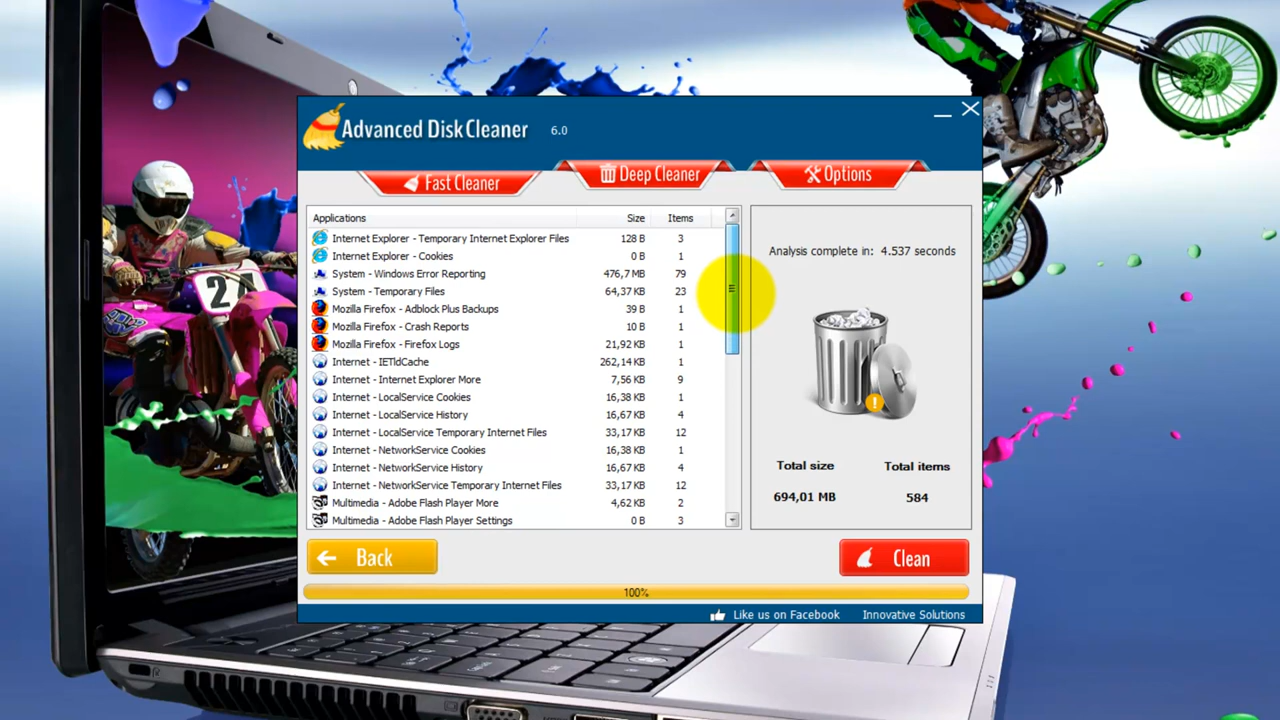 Advanced DiskCleaner 6.0
Fast Cleaner Deep Cleaner Options
Applications Size Items
Internet Explorer - Temporary Internet Explorer Files 128 B 3
Internet Explorer - Cookies 0 B 1
System - Windows Error Reporting 476,7 MB 79
System - Temporary Files 64,37 KB 23
Mozilla Firefox - Adblock Plus Backups 39 B 1
Mozilla Firefox - Crash Reports 10 B 1
Mozilla Firefox - Firefox Logs 21,92 KB 1
Internet - IETldCache 262,14 KB 1
Internet - Internet Explorer More 7,56 KB 9
Internet - LocalService Cookies 16,38 KB 1
Internet - LocalService History 16,67 KB 4
Internet - LocalService Temporary Internet Files 33,17 KB 12
Internet - NetworkService Cookies 16,38 KB 1
Internet - NetworkService History 16,67 KB 4
Internet - NetworkService Temporary Internet Files 33,17 KB 12
Multimedia - Adobe Flash Player More 4,62 KB 2
Multimedia - Adobe Flash Player Settings 0 B 3
Analysis complete in: 4.537 seconds
Total size Total items
694,01 MB 584
Back Clean
100%
Like us on Facebook Innovative Solutions